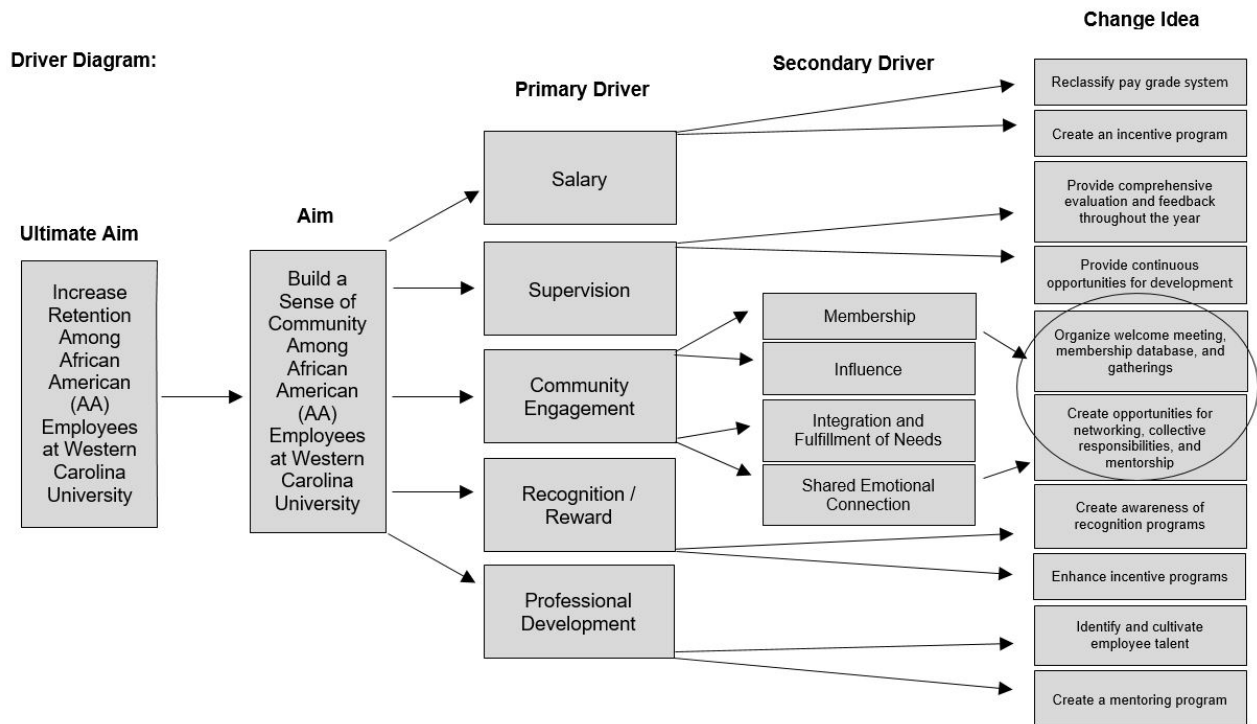 Driver Diagram:
Ultimate Aim
Increase
Retention
Among
African
American
(AA)
Employees
at Western
Carolina
University
Aim
Build a
Sense of
Community
Among
African
American
(AA)
Employees
at Western
Carolina
University
Primary Driver
Salary
Supervision
Community
Engagement
Recognition /
Reward
Professional
Development
Secondary Driver
Membership
Influence
Integration and
Fulfillment of Needs
Shared Emotional
Connection
Change Idea
Reclassify pay grade system
Create an incentive program
Provide comprehensive
evaluation and feedback
throughout the year
Provide continuous
opportunities for development
Organize welcome meeting,
membership database, and
gatherings
Create opportunities for
networking, collective
responsibilities, and
mentorship
Create awareness of
recognition programs
Enhance incentive programs
Identify and cultivate
employee talent
Create a mentoring program